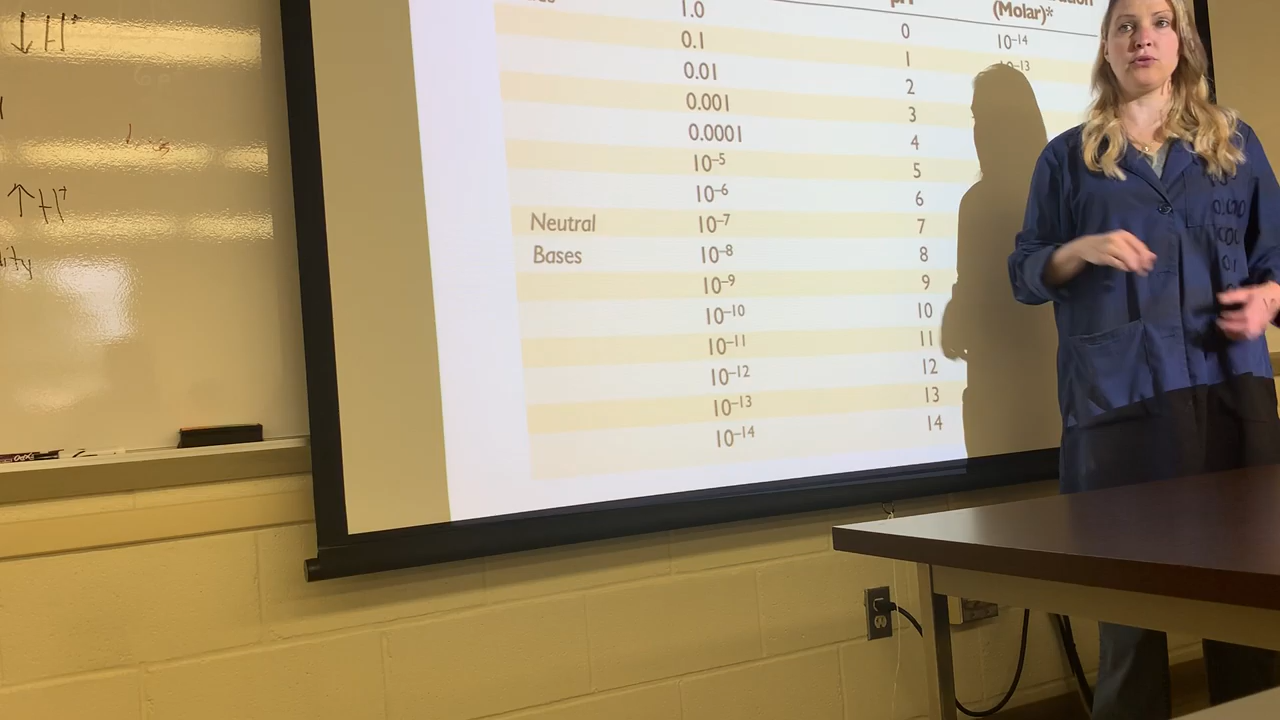 ↓H⁺
↑H⁺
ity
pH
(Molar)*
1.0 0 10⁻¹⁴
0.1 1
0.01 2
0.001 3
0.0001 4
10⁻⁵ 5
10⁻⁶ 6
Neutral 10⁻⁷ 7
Bases 10⁻⁸ 8
10⁻⁹ 9
10⁻¹⁰ 10
10⁻¹¹ 11
10⁻¹² 12
10⁻¹³ 13
10⁻¹⁴ 14